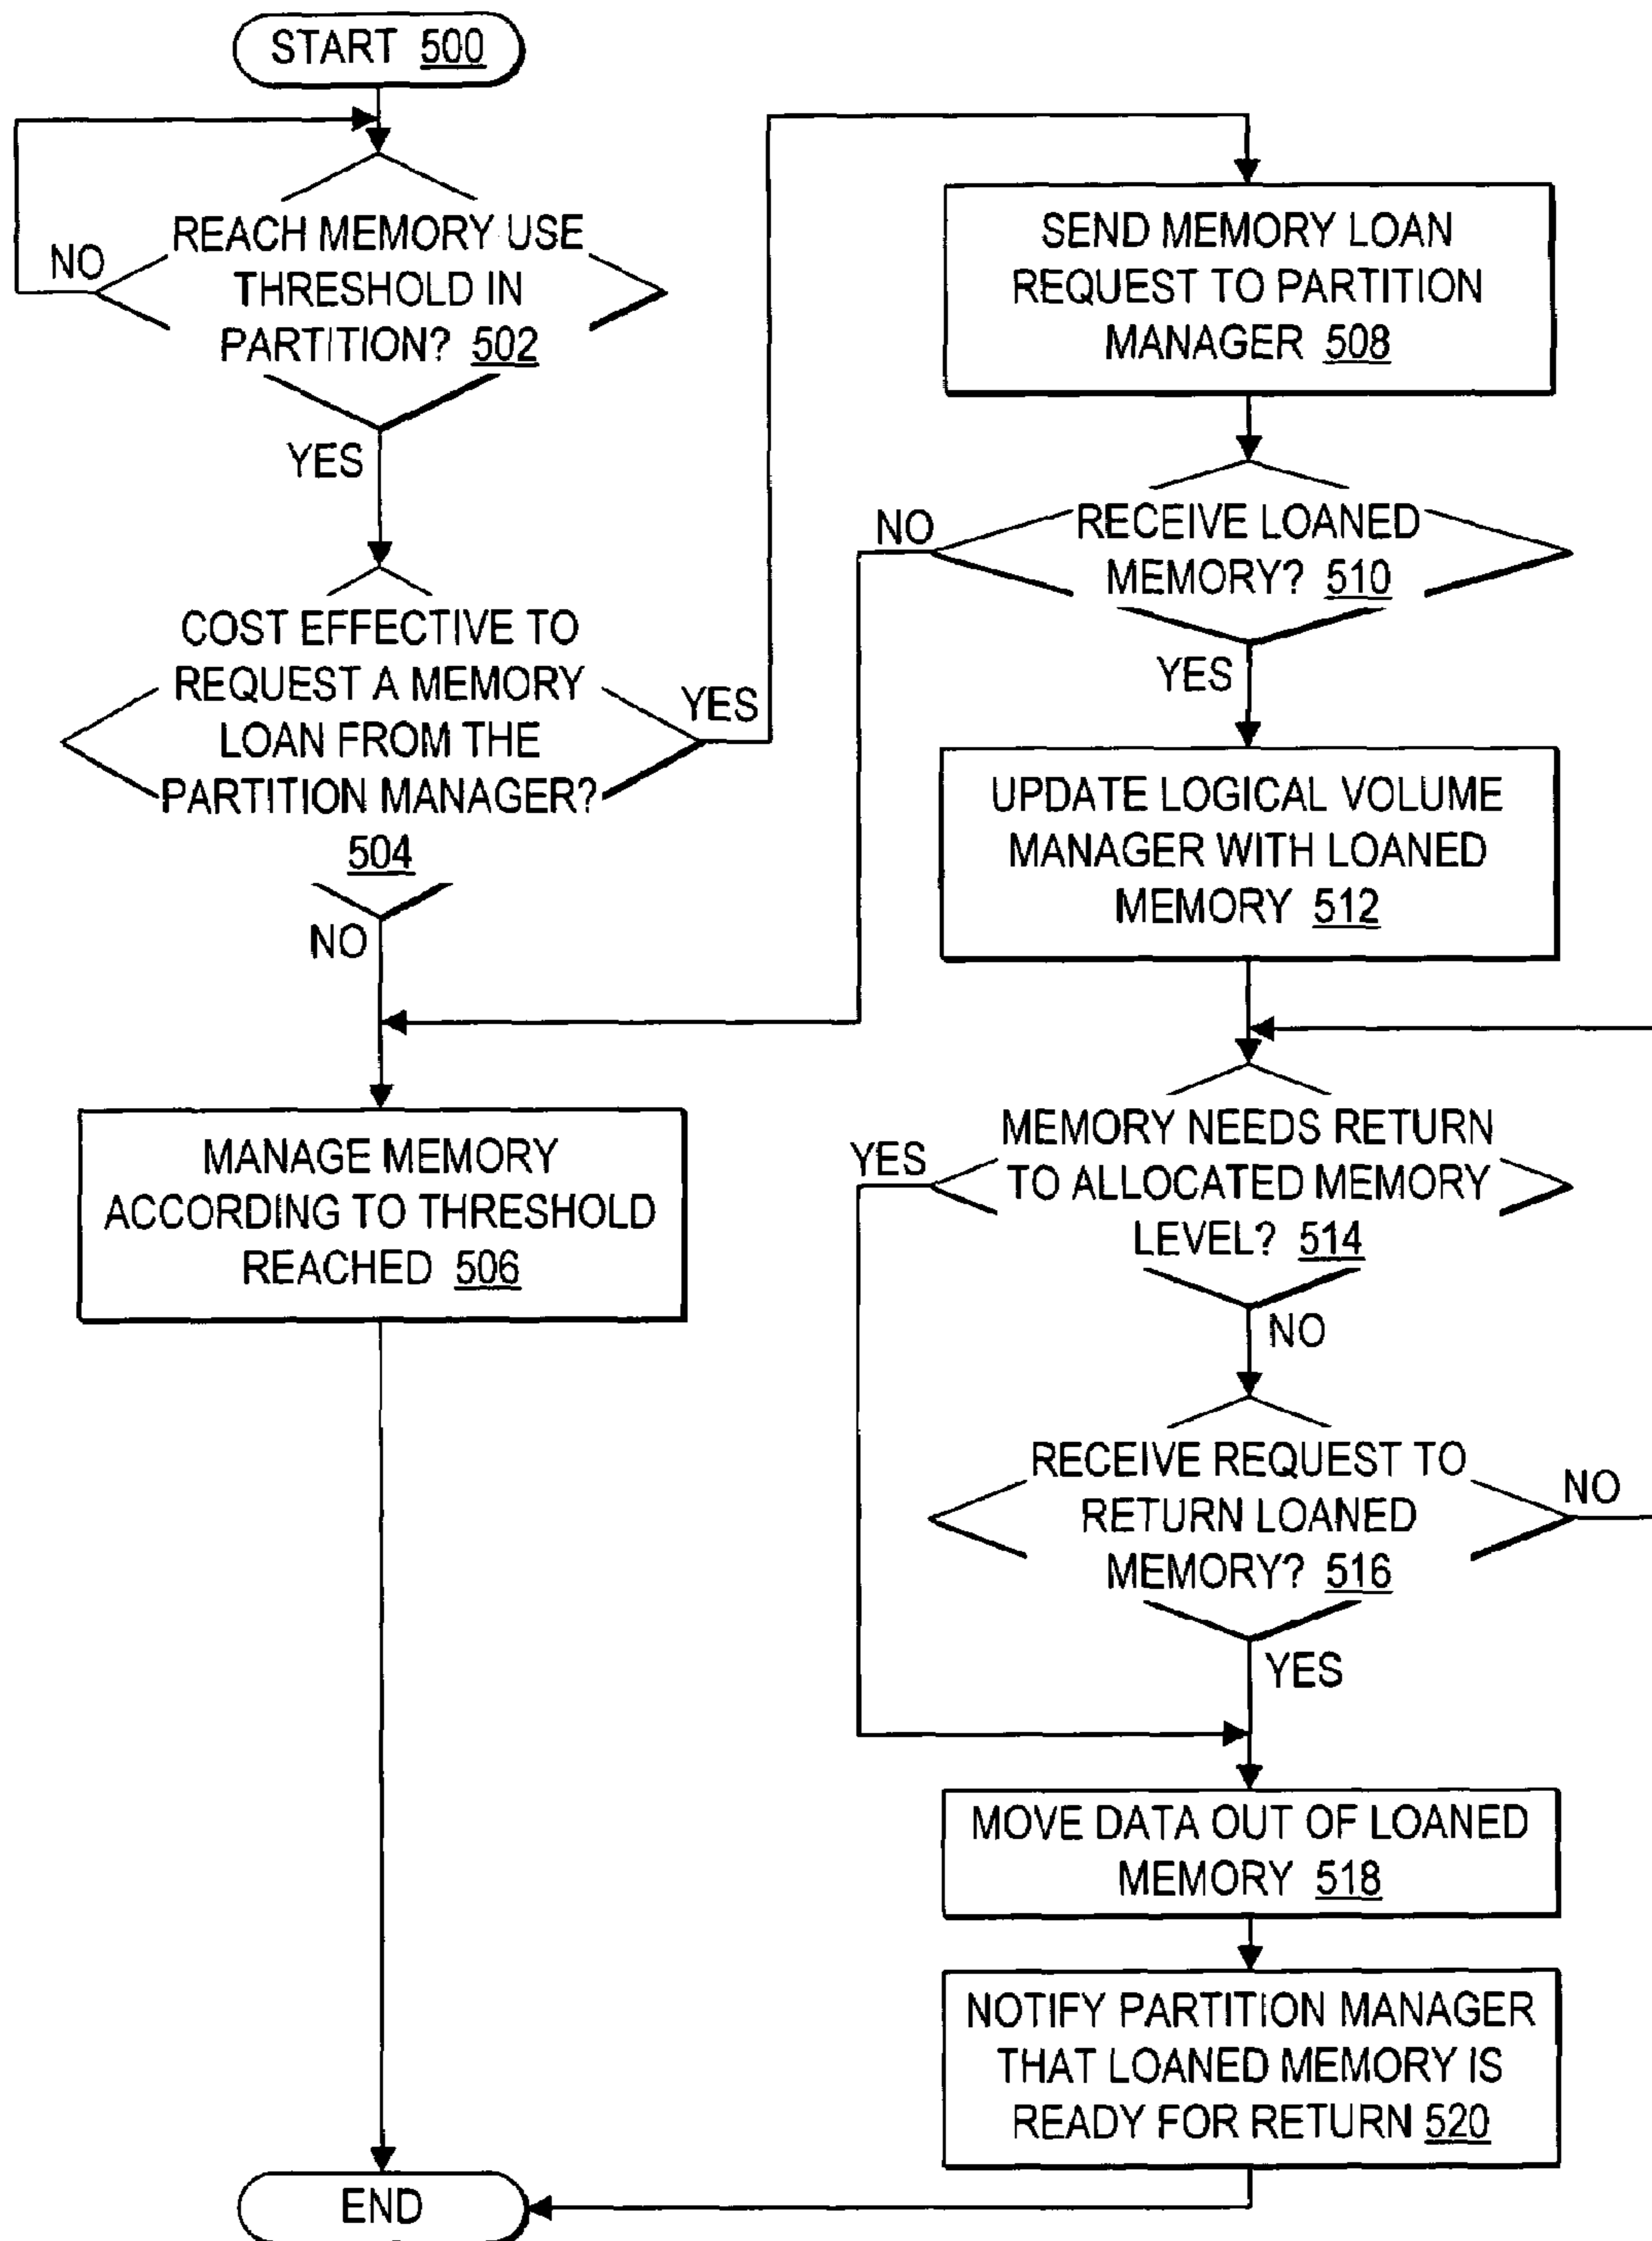 START 500
REACH MEMORY USE
THRESHOLD IN
PARTITION? 502
NO
YES
COST EFFECTIVE TO
REQUEST A MEMORY
LOAN FROM THE
PARTITION MANAGER?
504
YES
NO
MANAGE MEMORY
ACCORDING TO THRESHOLD
REACHED 506
SEND MEMORY LOAN
REQUEST TO PARTITION
MANAGER 508
RECEIVE LOANED
MEMORY? 510
NO
YES
UPDATE LOGICAL VOLUME
MANAGER WITH LOANED
MEMORY 512
MEMORY NEEDS RETURN
TO ALLOCATED MEMORY
LEVEL? 514
YES
NO
RECEIVE REQUEST TO
RETURN LOANED
MEMORY? 516
NO
YES
MOVE DATA OUT OF LOANED
MEMORY 518
NOTIFY PARTITION MANAGER
THAT LOANED MEMORY IS
READY FOR RETURN 520
END